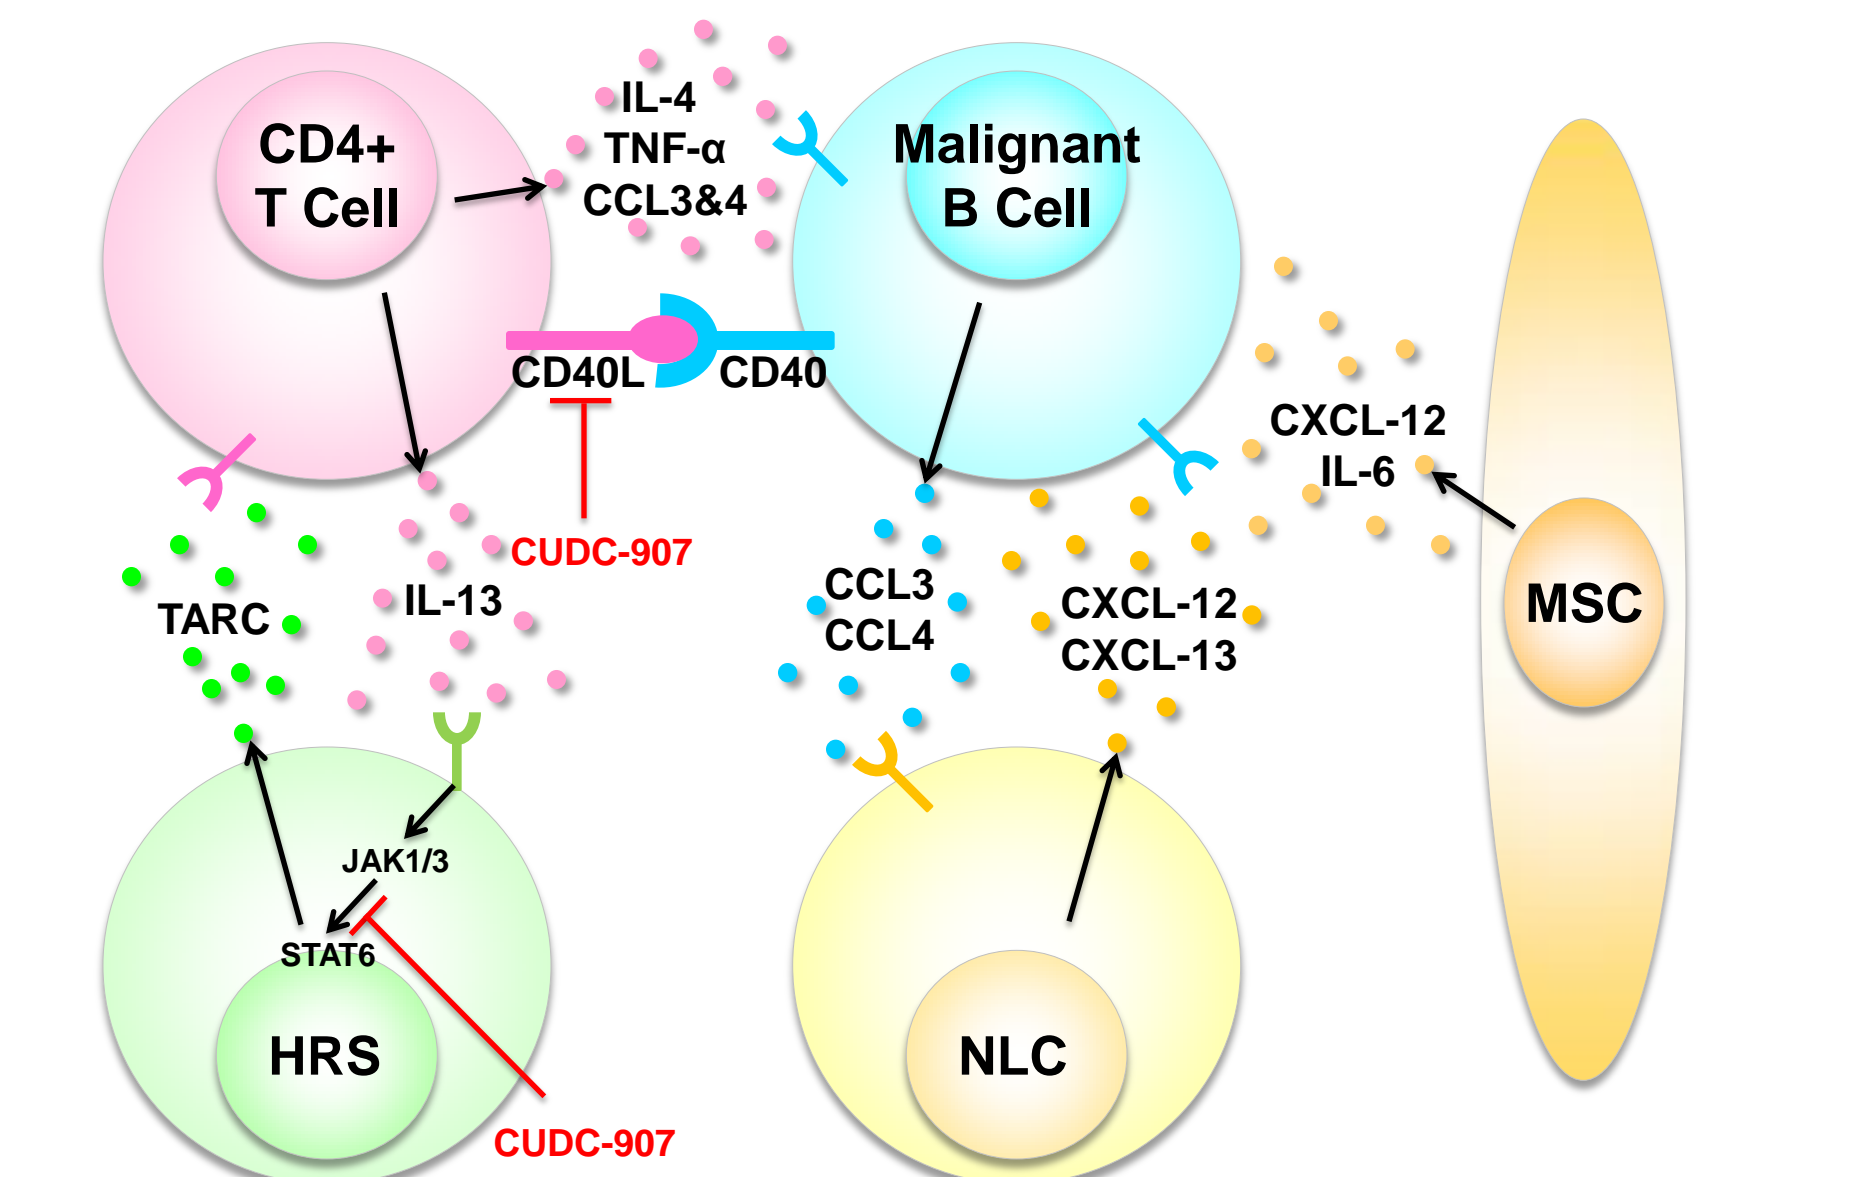 CD4+
T Cell
IL-4
TNF-α
CCL3&4
Malignant
B Cell
CD40L
CD40
CUDC-907
CXCL-12
IL-6
MSC
TARC
IL-13
CCL3
CCL4
CXCL-12
CXCL-13
JAK1/3
STAT6
HRS
CUDC-907
NLC